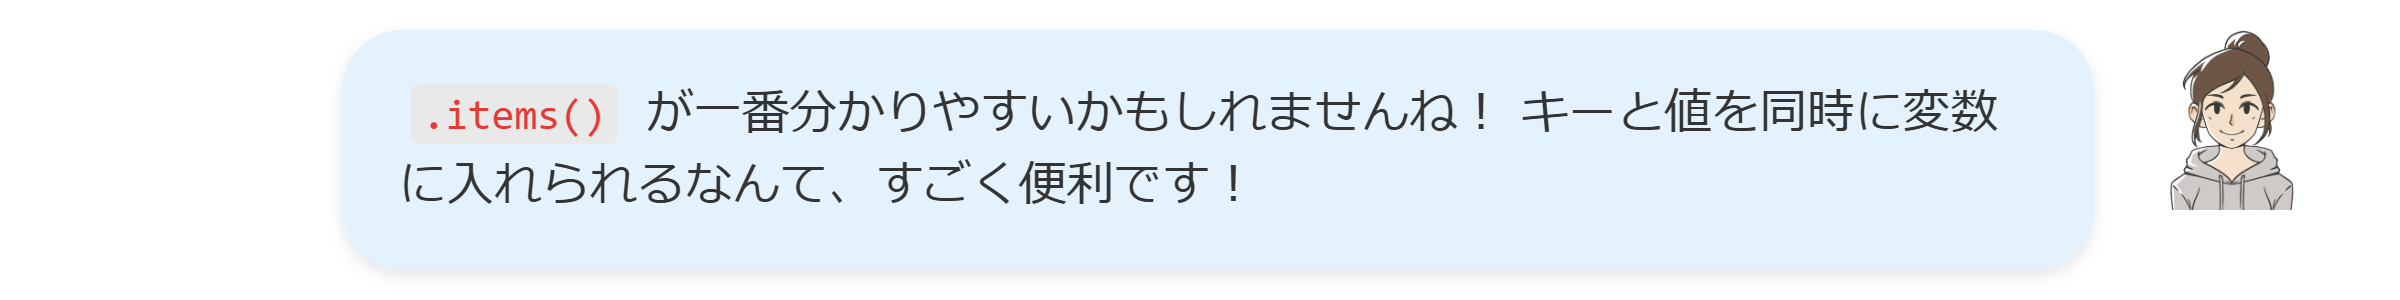 .items() が一番分かりやすいかもしれませんね！ キーと値を同時に変数
に入れられるなんて、すごく便利です！